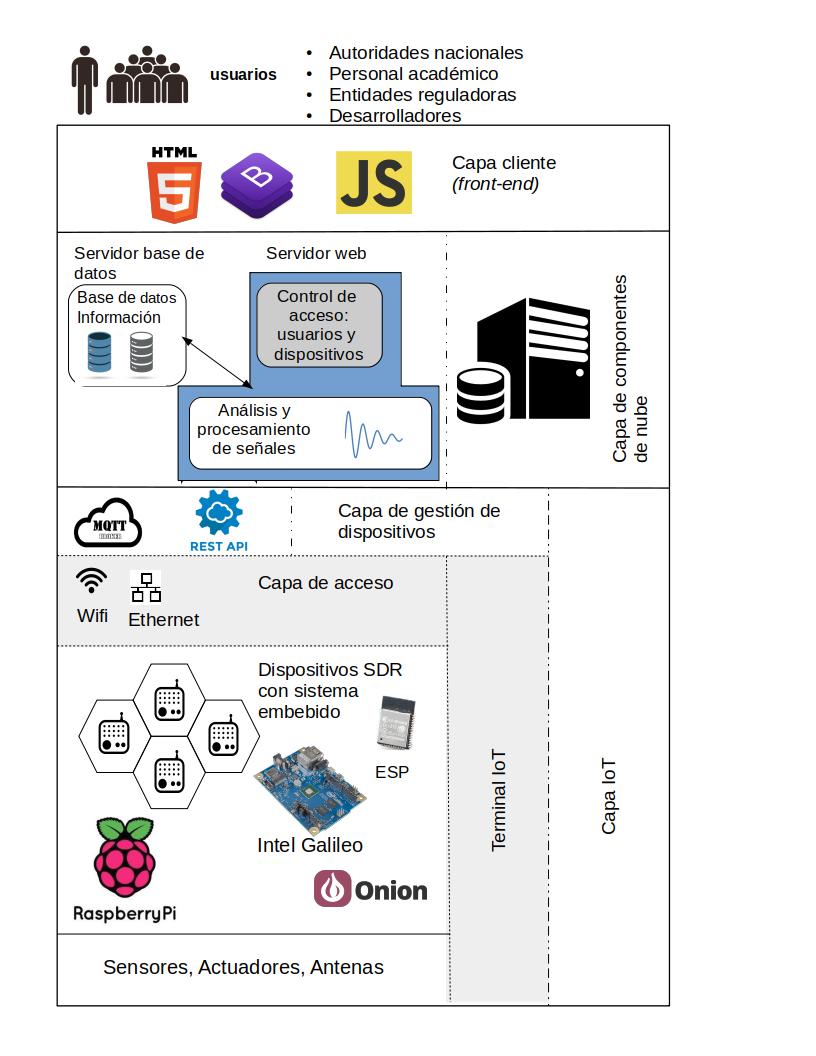 usuarios
• Autoridades nacionales
• Personal académico
• Entidades reguladoras
• Desarrolladores
HTML
5
B
JS
Capa cliente
(front-end)
Servidor base de
datos
Servidor web
Base de datos
Información
Control de
acceso:
usuarios y
dispositivos
Análisis y
procesamiento
de señales
Capa de componentes
de nube
MQTT
REST API
Capa de gestión de
dispositivos
Wifi
Ethernet
Capa de acceso
Dispositivos SDR
con sistema
embebido
ESP
Intel Galileo
RaspberryPi
Onion
Terminal IoT
Capa IoT
Sensores, Actuadores, Antenas